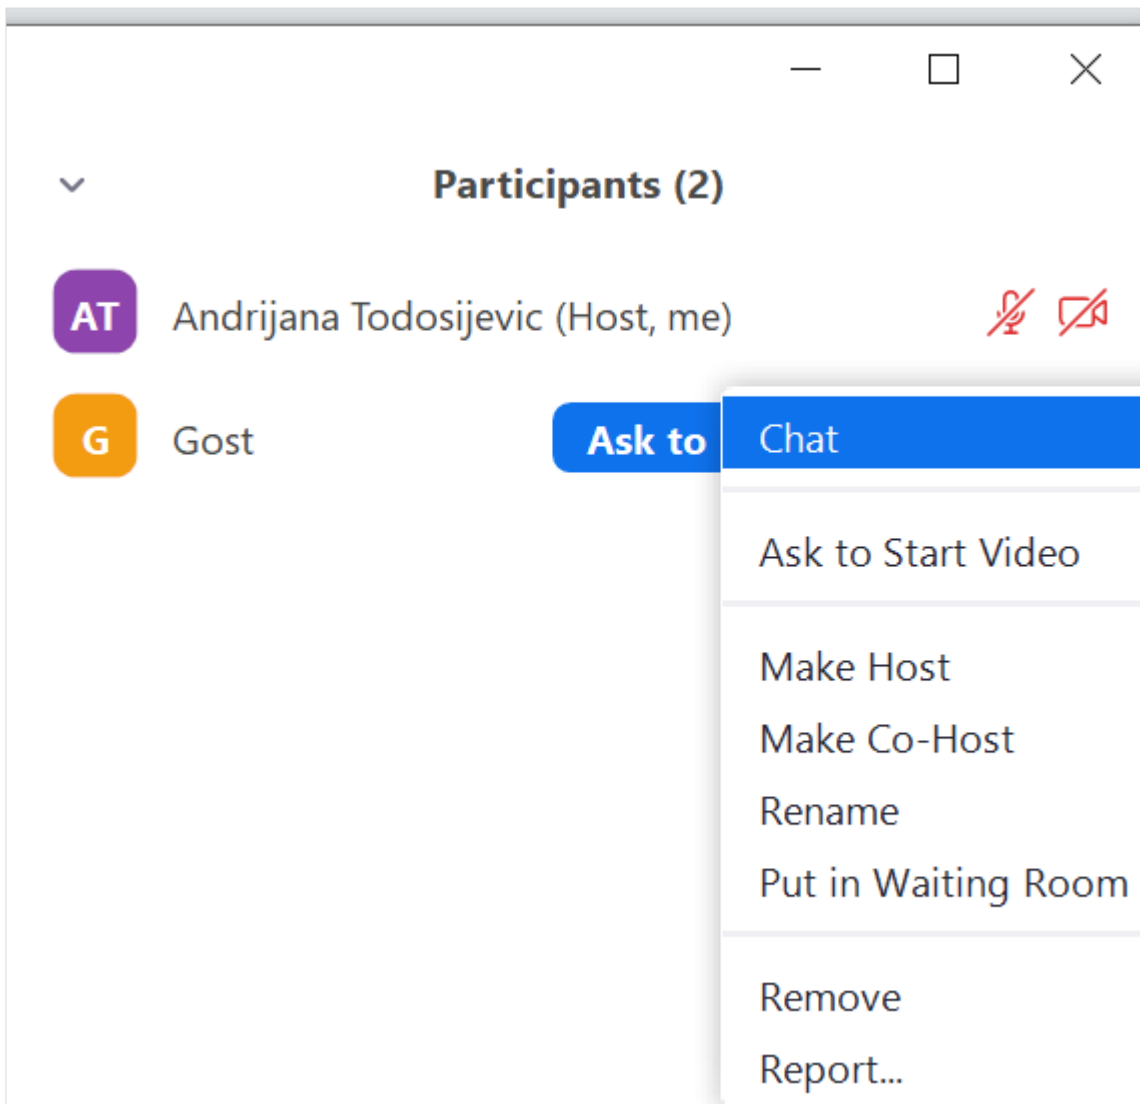 Participants (2)
AT Andrijana Todosijevic (Host, me)
G Gost Ask to
Chat
Ask to Start Video
Make Host
Make Co-Host
Rename
Put in Waiting Room
Remove
Report...